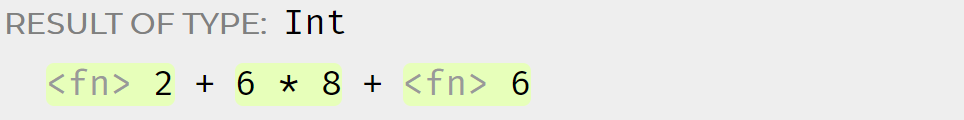 RESULT OF TYPE: Int
<fn> 2 + 6 * 8 + <fn> 6